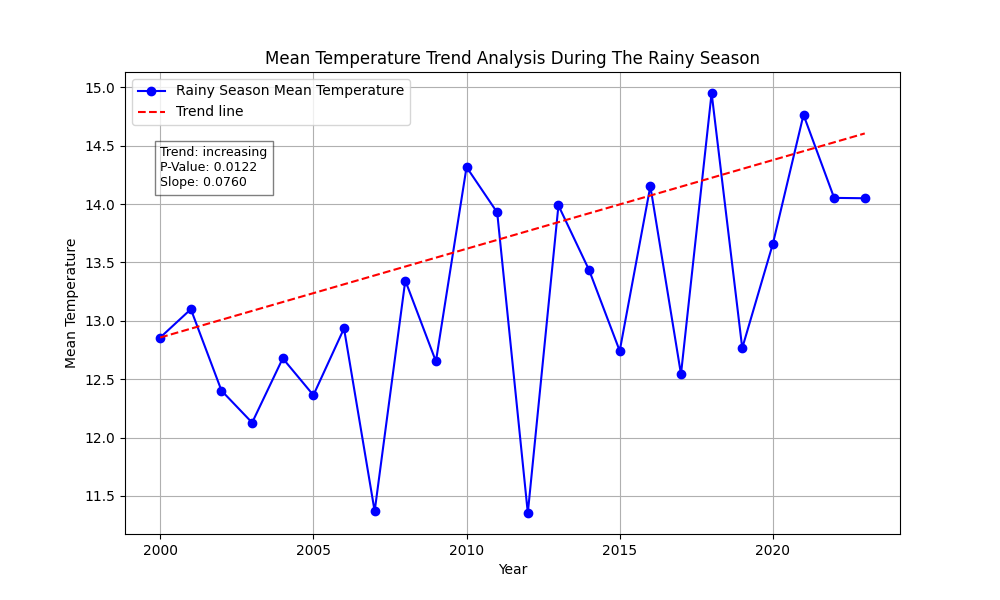 Mean Temperature Trend Analysis During The Rainy Season
Rainy Season Mean Temperature
Trend line
Trend: increasing
P-Value: 0.0122
Slope: 0.0760
15.0
14.5
14.0
13.5
13.0
12.5
12.0
11.5
Mean Temperature
2000 2005 2010 2015 2020
Year